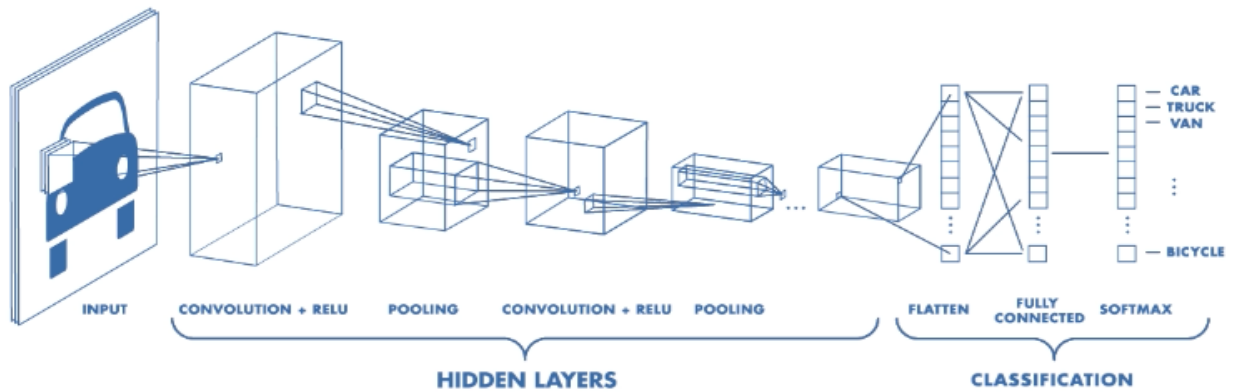 CAR
TRUCK
VAN
BICYCLE
INPUT
CONVOLUTION + RELU
POOLING
CONVOLUTION + RELU
POOLING
FLATTEN
FULLY
CONNECTED
SOFTMAX
HIDDEN LAYERS
CLASSIFICATION